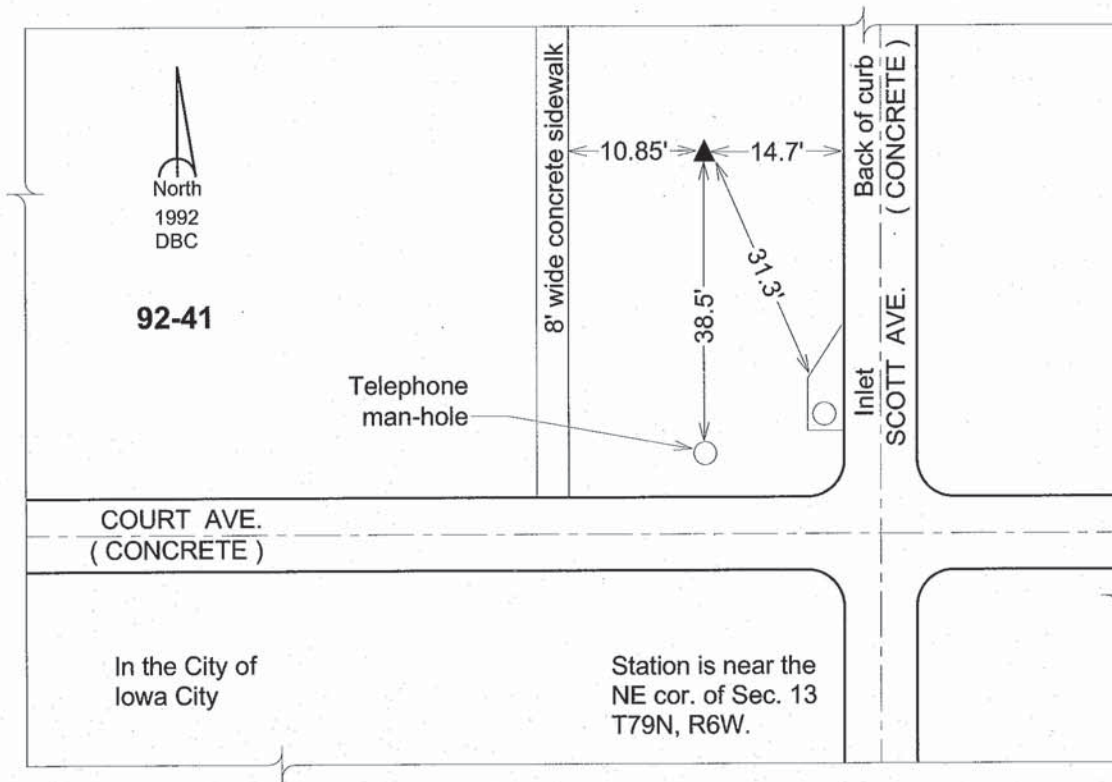 North
1992
DBC
92-41
8' wide concrete sidewalk
10.85'
14.7'
38.5'
31.3'
Back of curb
( CONCRETE )
Inlet
SCOTT AVE.
Telephone
man-hole
COURT AVE.
( CONCRETE )
In the City of
Iowa City
Station is near the
NE cor. of Sec. 13
T79N, R6W.